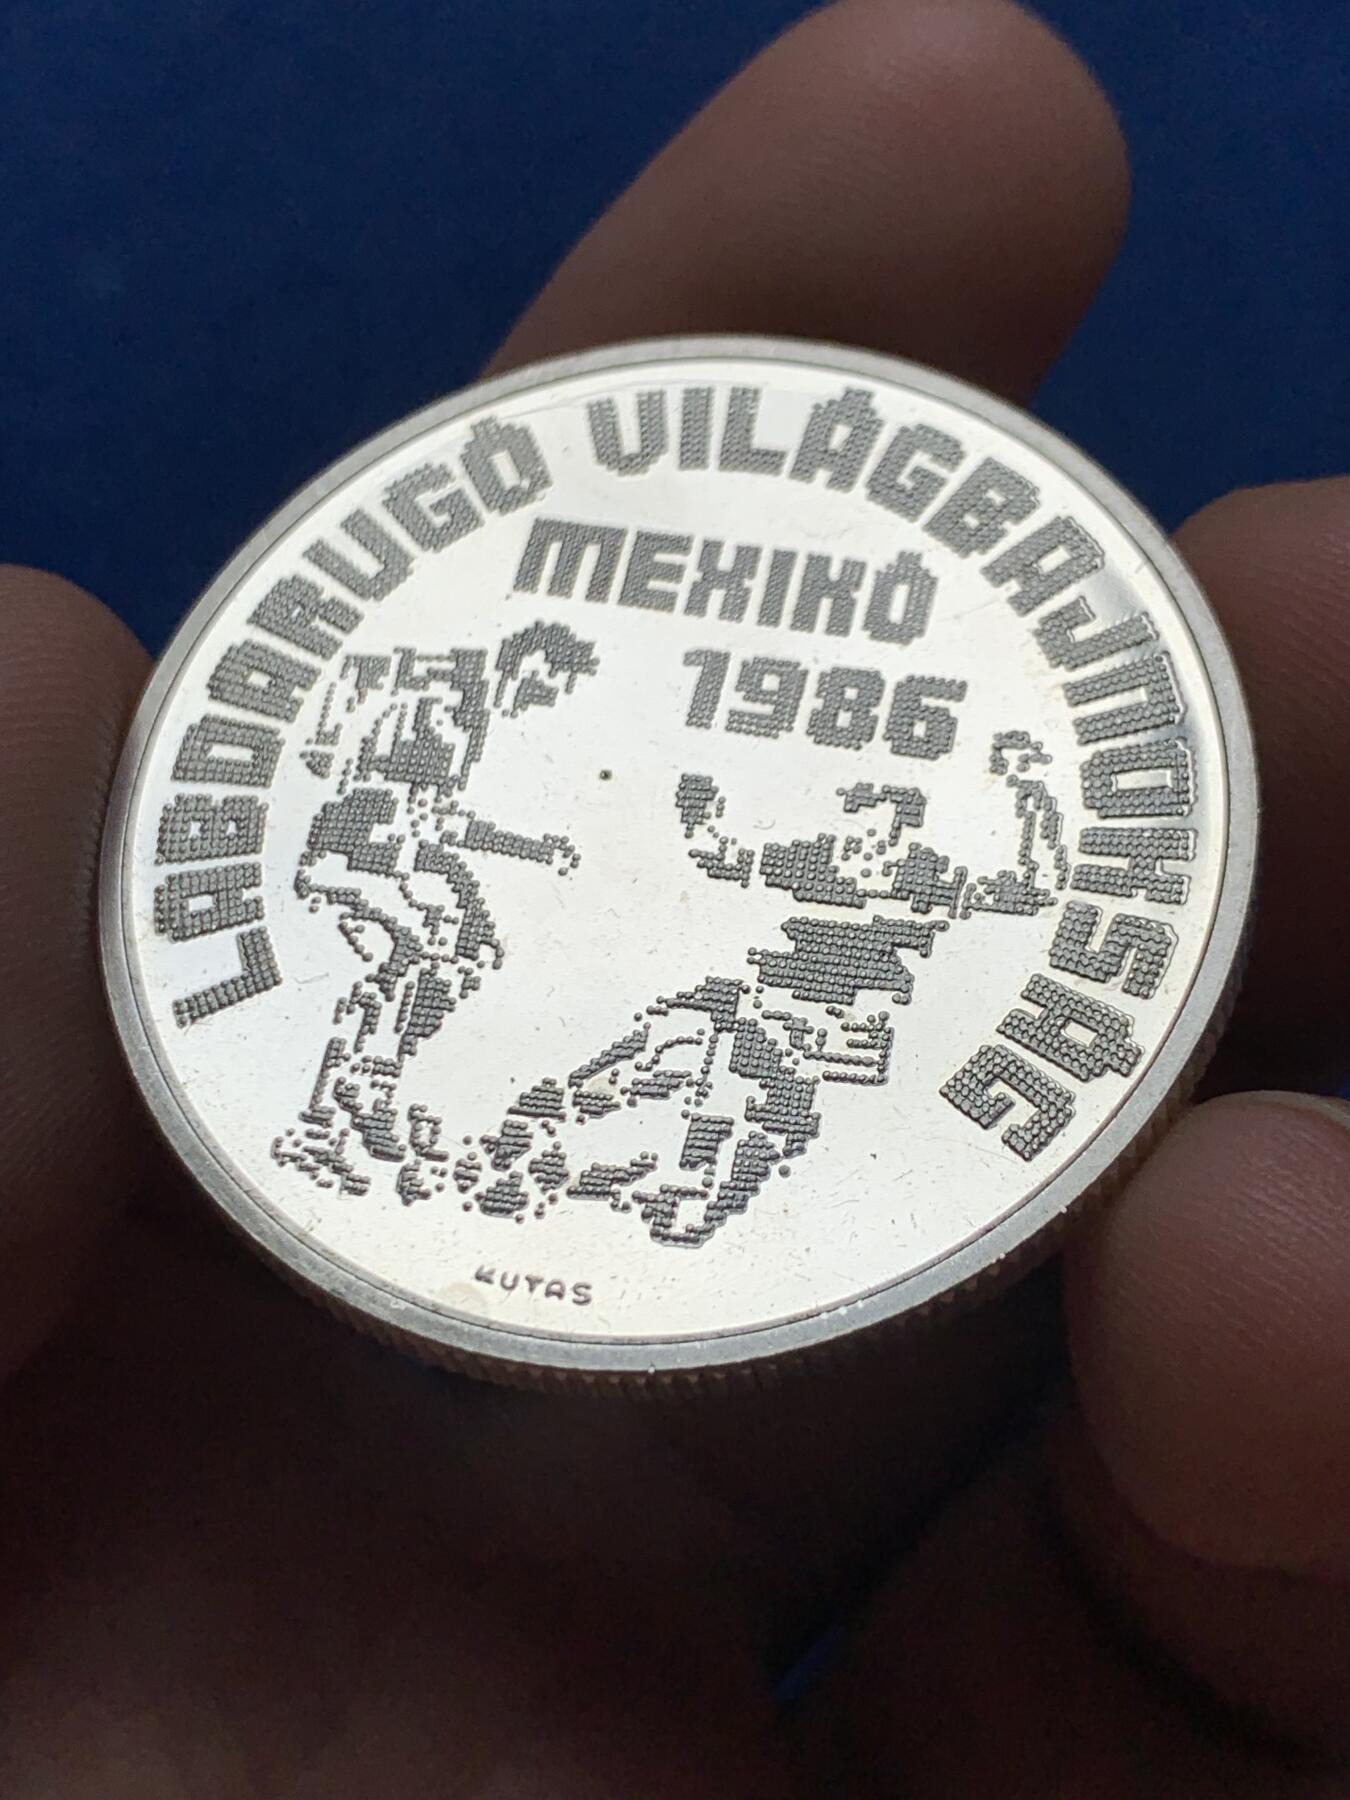 LABDARUGÓ VILÁGBAJNOKSÁG
MEXIKÓ
1986
KUTAS